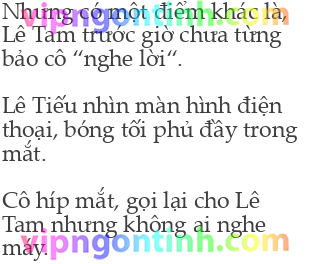 Nhưng có một điểm khác là,
Lê Tam trước giờ chưa từng
bảo cô “nghe lời“.
Lê Tiếu nhìn màn hình điện
thoại, bóng tối phủ đầy trong
mắt.
Cô híp mắt, gọi lại cho Lê
Tam nhưng không ai nghe
máy.
vipngontinh.com
vipngontinh.com